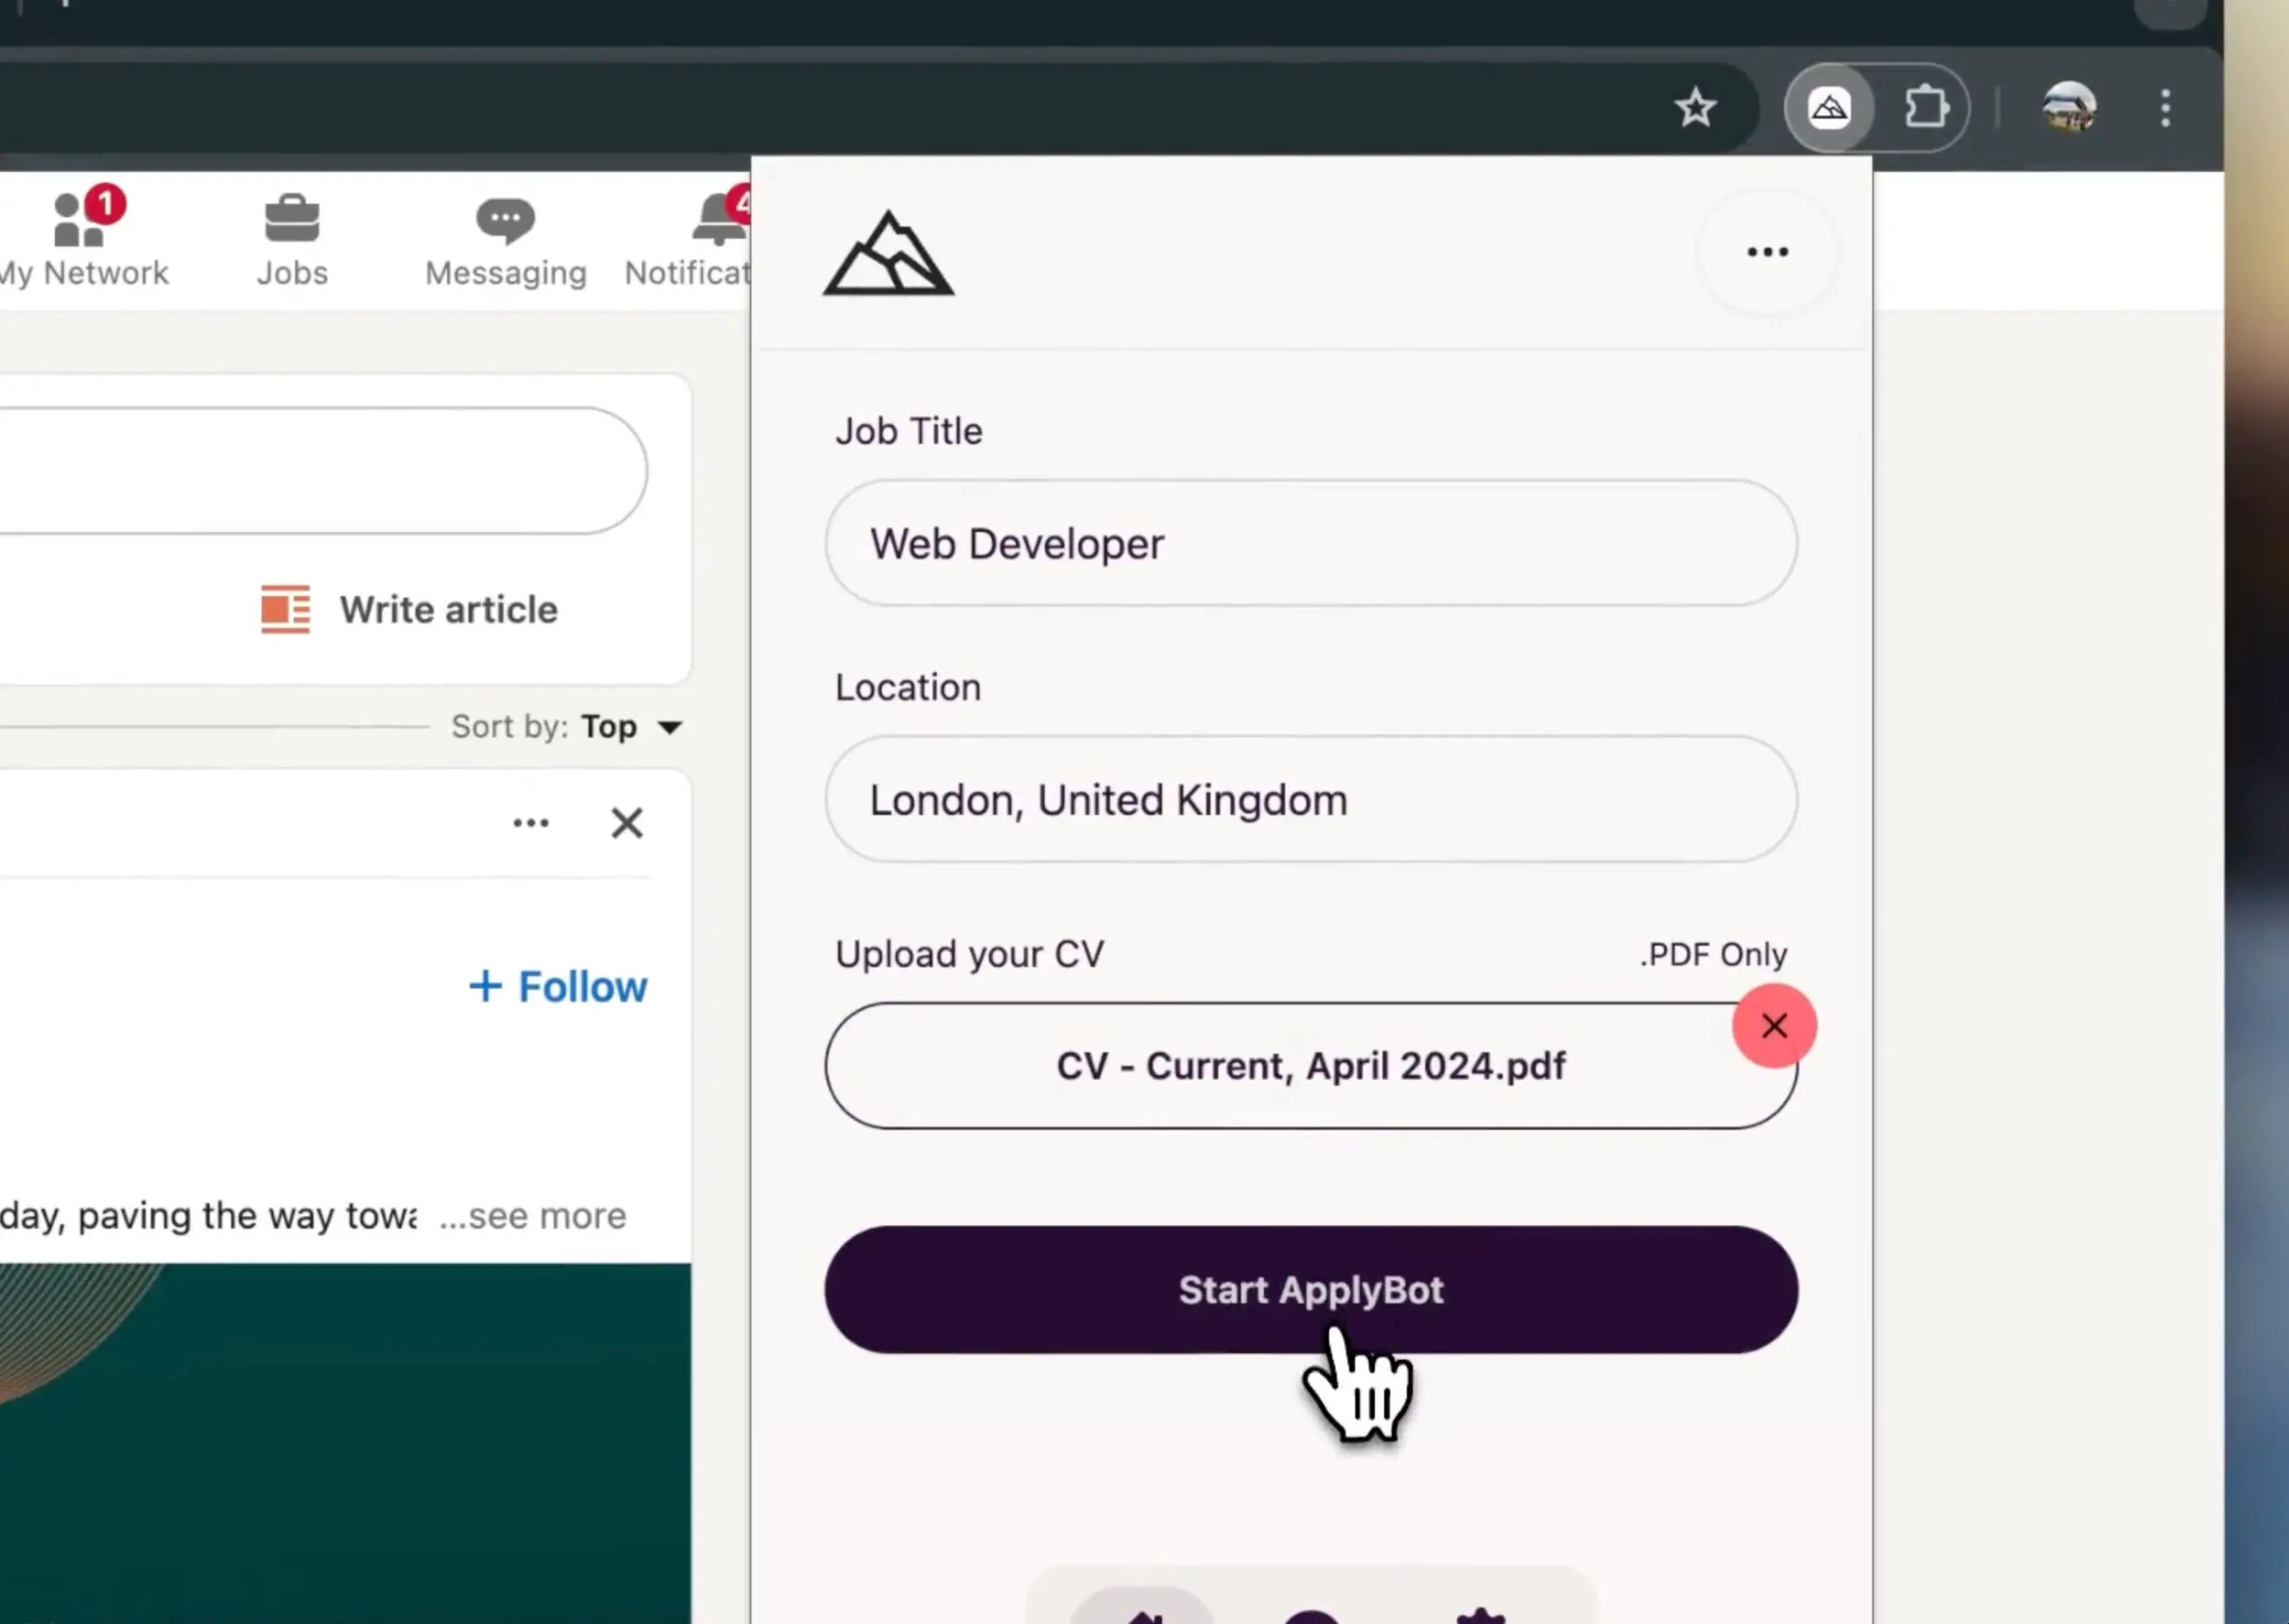 1
4
My Network
Jobs
Messaging
Notificat
Write article
Sort by: Top
+ Follow
day, paving the way towa ...see more
Job Title
Web Developer
Location
London, United Kingdom
Upload your CV
.PDF Only
CV - Current, April 2024.pdf
Start ApplyBot